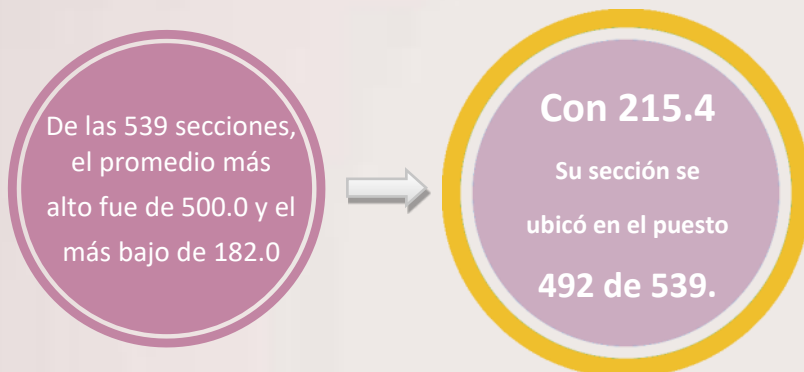 De las 539 secciones,
el promedio más
alto fue de 500.0 y el
más bajo de 182.0
Con 215.4
Su sección se
ubicó en el puesto
492 de 539.